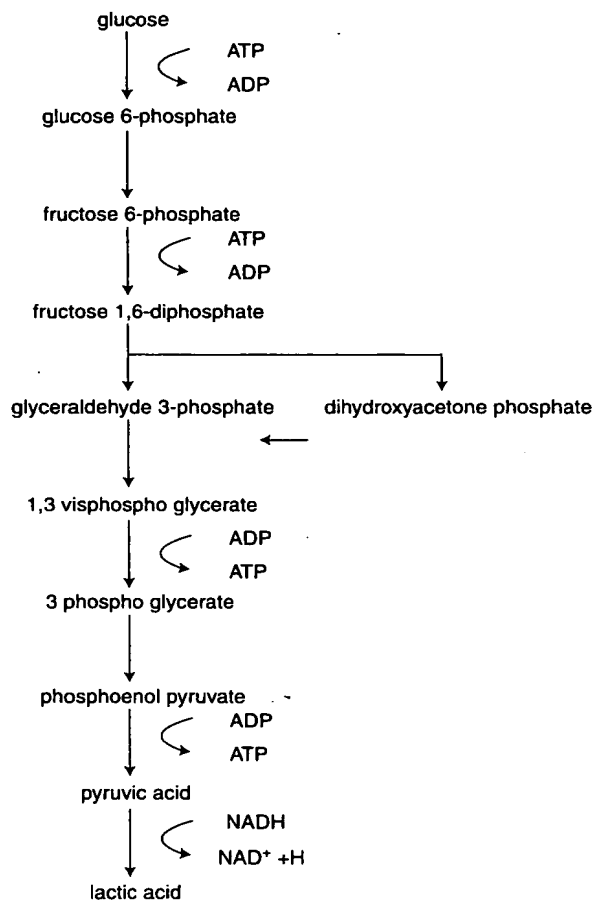 glucose
ATP
ADP
glucose 6-phosphate
fructose 6-phosphate
ATP
ADP
fructose 1,6-diphosphate
glyceraldehyde 3-phosphate dihydroxyacetone phosphate
1,3 visphospho glycerate
ADP
ATP
3 phospho glycerate
phosphoenol pyruvate
ADP
ATP
pyruvic acid
NADH
NAD⁺ +H
lactic acid